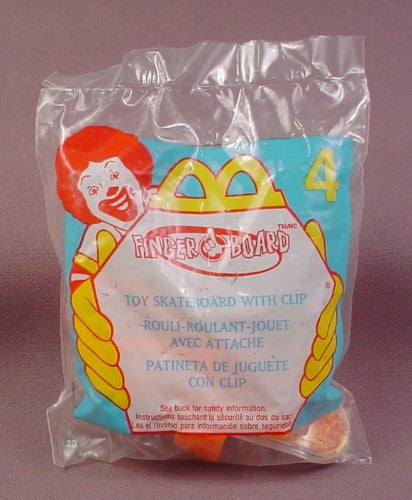 4
FINGER BOARD TM/MC
TOY SKATEBOARD WITH CLIP
ROULI-ROULANT-JOUET
AVEC ATTACHE
PATINETA DE JUGUETE
CON CLIP
See back for safety information.
Instructions touchant la sécurité au dos du sac.
Lea el reverso para información sobre seguridad.
20